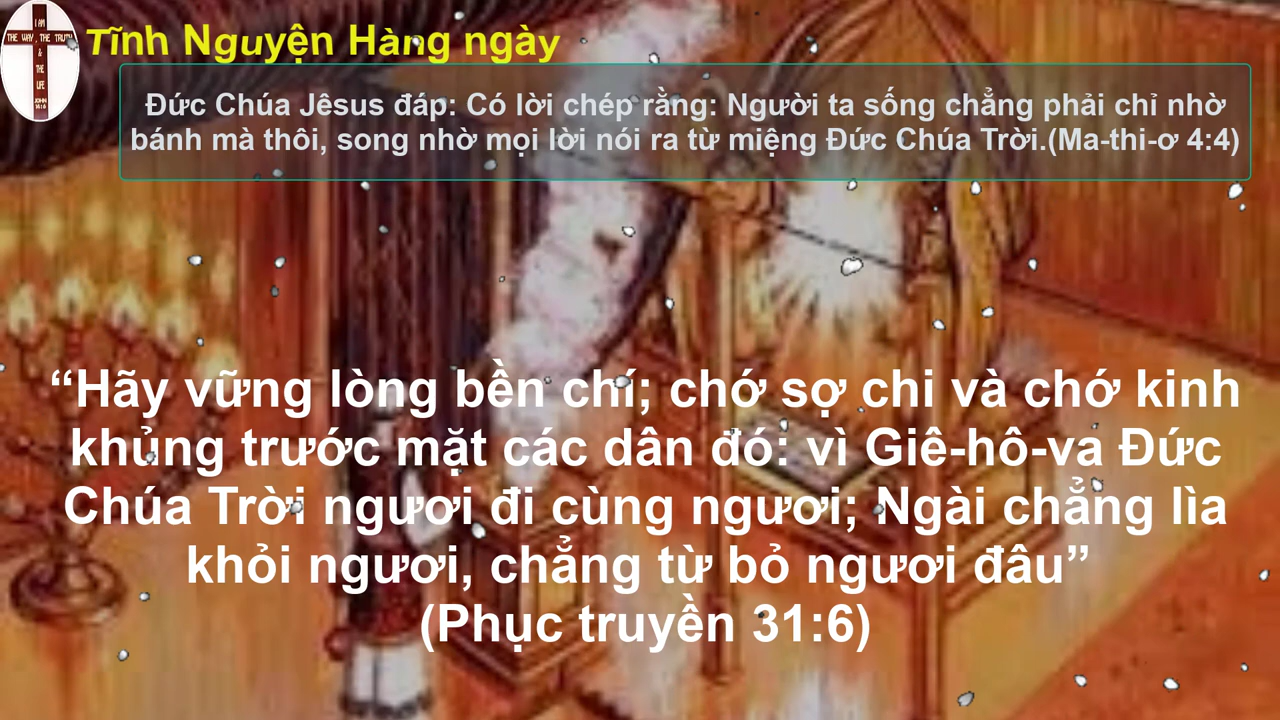 I AM
THE WAY, THE TRUTH
&
THE
LIFE
JOHN
14:6
Tĩnh Nguyện Hàng ngày
Đức Chúa Jêsus đáp: Có lời chép rằng: Người ta sống chẳng phải chỉ nhờ
bánh mà thôi, song nhờ mọi lời nói ra từ miệng Đức Chúa Trời.(Ma-thi-ơ 4:4)
“Hãy vững lòng bền chí; chớ sợ chi và chớ kinh
khủng trước mặt các dân đó: vì Giê-hô-va Đức
Chúa Trời ngươi đi cùng ngươi; Ngài chẳng lìa
khỏi ngươi, chẳng từ bỏ ngươi đâu”
(Phục truyền 31:6)